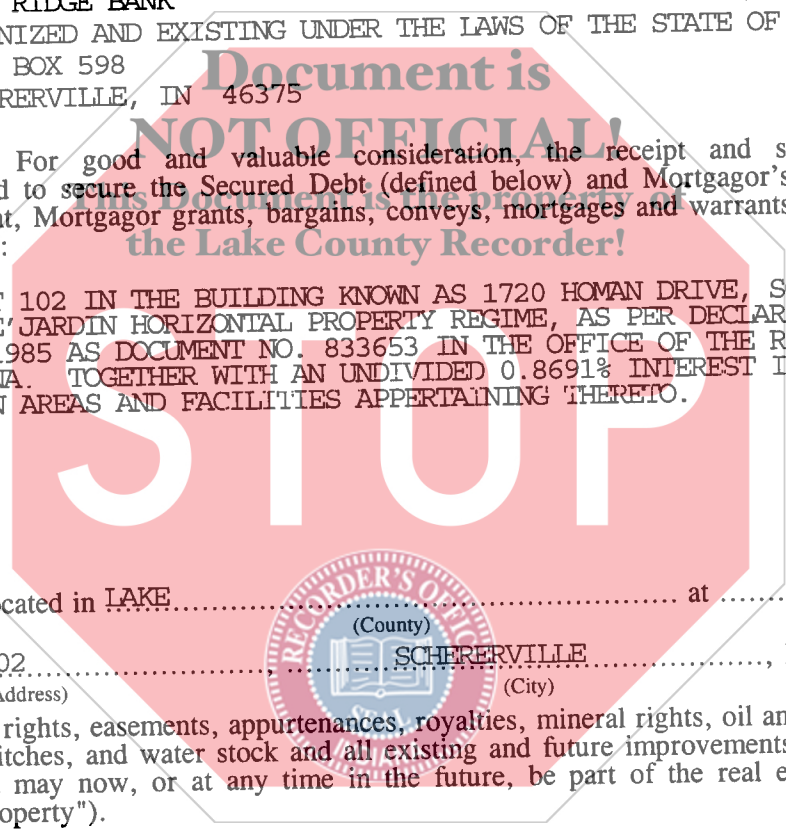 RIDGE BANK
NIZED AND EXISTING UNDER THE LAWS OF THE STATE OF
BOX 598
RERVILLE, IN 46375
Document is
NOT OFFICIAL!
This Document is the property of
the Lake County Recorder!
For good and valuable consideration, the receipt and s
d to secure the Secured Debt (defined below) and Mortgagor's
nt, Mortgagor grants, bargains, conveys, mortgages and warrants
:
T 102 IN THE BUILDING KNOWN AS 1720 HOMAN DRIVE, S
E'JARDIN HORIZONTAL PROPERTY REGIME, AS PER DECLAR
1985 AS DOCUMENT NO. 833653 IN THE OFFICE OF THE R
NA. TOGETHER WITH AN UNDIVIDED 0.8691% INTEREST I
N AREAS AND FACILITIES APPERTAINING THERETO.
STOP
cated in LAKE at
(County)
02 , SCHERERVILLE ,
Address) (City)
RECORDER'S OFFIC
SEAL
rights, easements, appurtenances, royalties, mineral rights, oil an
itches, and water stock and all existing and future improvements
may now, or at any time in the future, be part of the real e
operty").